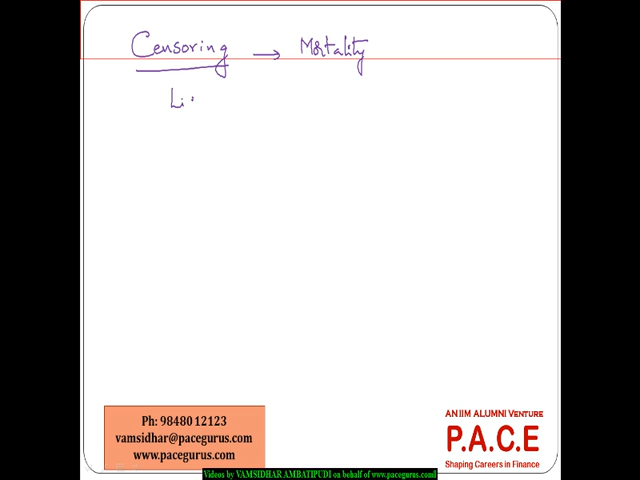 Censoring → Mortality
Li
Ph: 98480 12123
vamsidhar@pacegurus.com
www.pacegurus.com
AN IIM ALUMNI VENTURE
P.A.C.E
Shaping Careers in Finance
Videos by VAMSIDHAR AMBATIPUDI on behalf of www.pacegurus.com